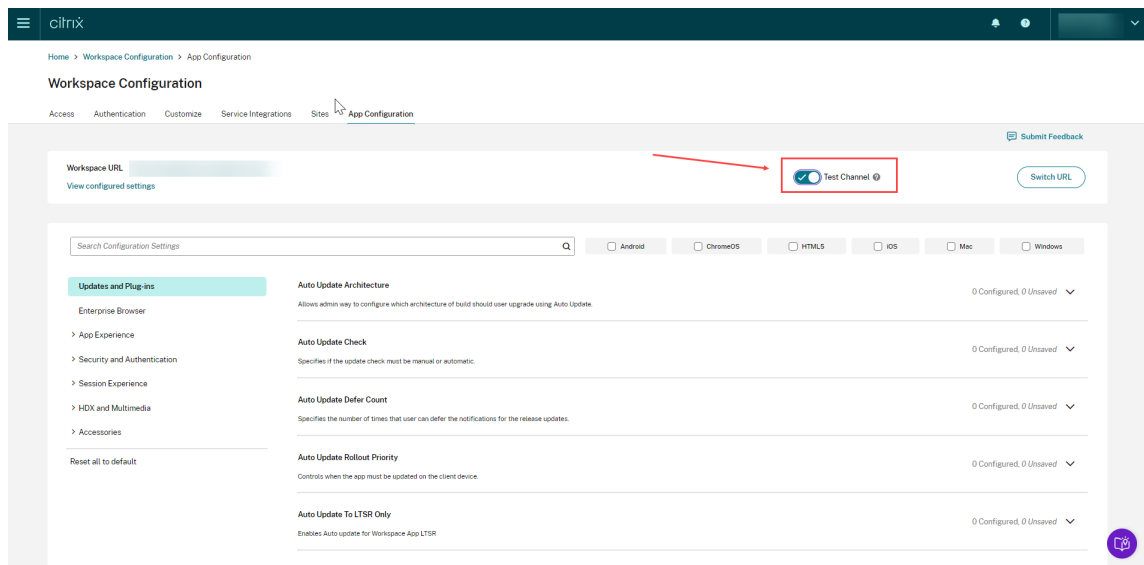 citrix
Home > Workspace Configuration > App Configuration
Workspace Configuration
Access Authentication Customize Service Integrations Sites App Configuration
Submit Feedback
Workspace URL
View configured settings
Test Channel
Switch URL
Search Configuration Settings
Android ChromeOS HTML5 iOS Mac Windows
Updates and Plug-ins
Enterprise Browser
> App Experience
> Security and Authentication
> Session Experience
> HDX and Multimedia
> Accessories
Reset all to default
Auto Update Architecture
Allows admin way to configure which architecture of build should user upgrade using Auto Update.
0 Configured, 0 Unsaved
Auto Update Check
Specifies if the update check must be manual or automatic.
0 Configured, 0 Unsaved
Auto Update Defer Count
Specifies the number of times that user can defer the notifications for the release updates.
0 Configured, 0 Unsaved
Auto Update Rollout Priority
Controls when the app must be updated on the client device.
0 Configured, 0 Unsaved
Auto Update To LTSR Only
Enables Auto update for Workspace App LTSR
0 Configured, 0 Unsaved